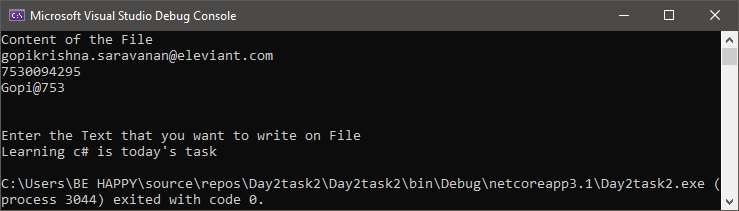 Microsoft Visual Studio Debug Console
Content of the File
gopikrishna.saravanan@eleviant.com
7530094295
Gopi@753
Enter the Text that you want to write on File
Learning c# is today's task
C:\Users\BE HAPPY\source\repos\Day2task2\Day2task2\bin\Debug\netcoreapp3.1\Day2task2.exe (
process 3044) exited with code 0.